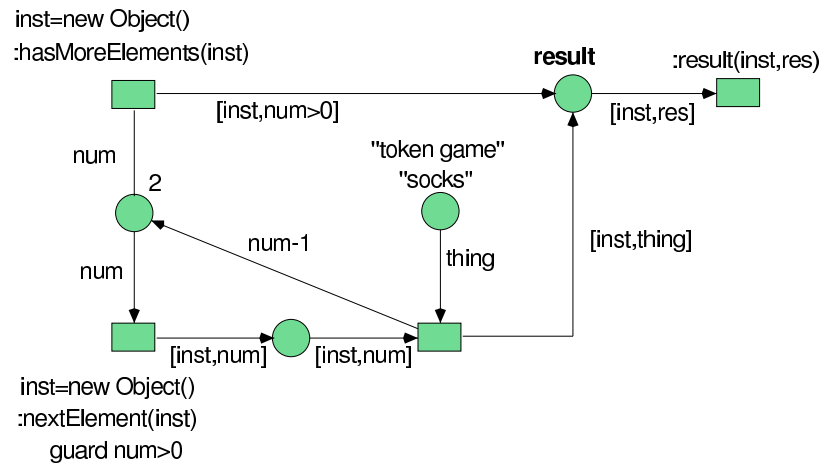 inst=new Object()
:hasMoreElements(inst)
result
:result(inst,res)
[inst,num>0]
[inst,res]
num
"token game"
"socks"
2
num-1
[inst,thing]
thing
num
[inst,num]
[inst,num]
inst=new Object()
:nextElement(inst)
guard num>0